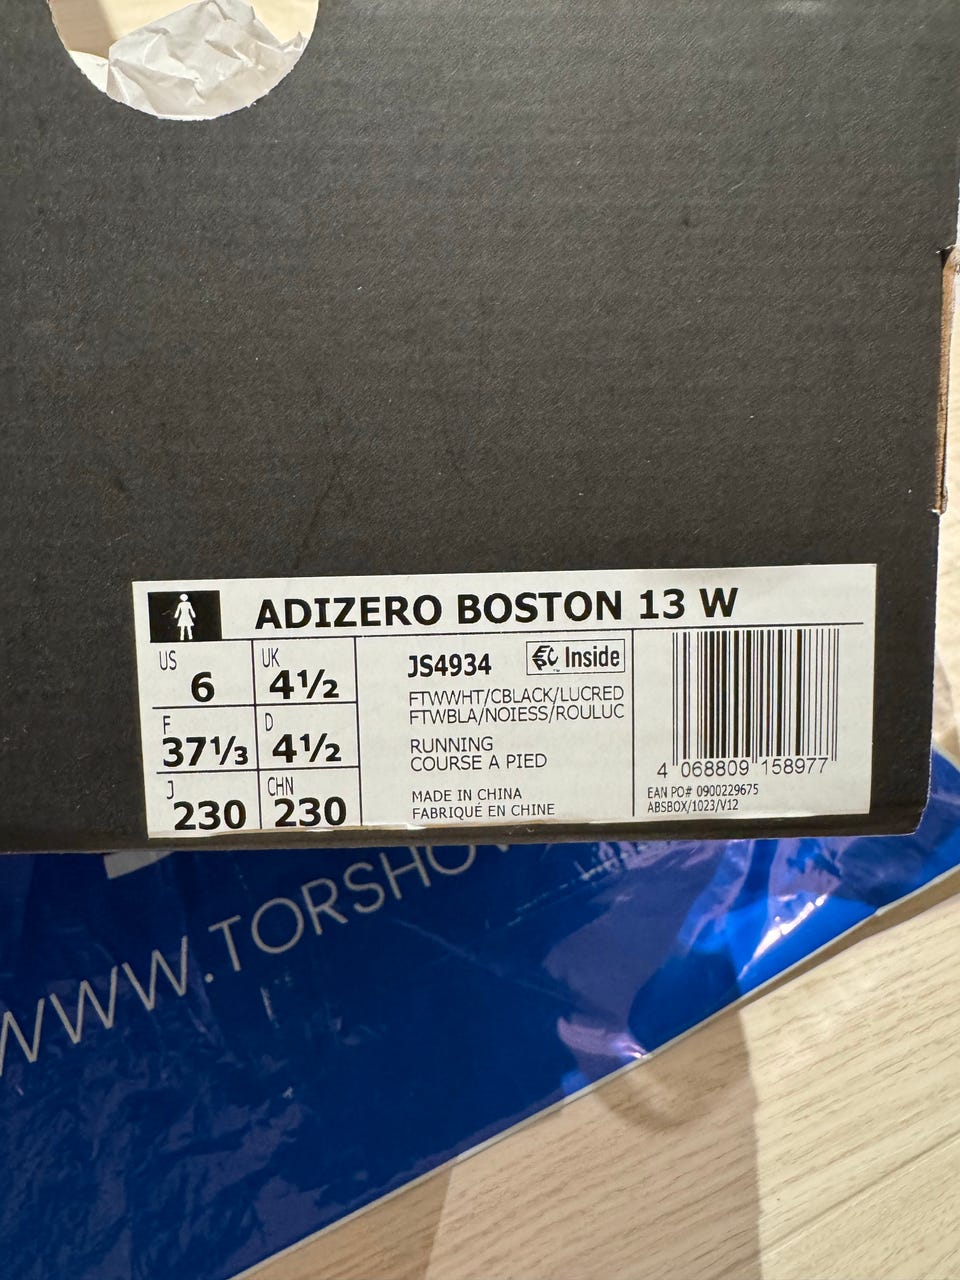 ADIZERO BOSTON 13 W
US
6
UK
4½
F
37⅓
D
4½
J
230
CHN
230
JS4934
Inside
FTWWHT/CBLACK/LUCRED
FTWBLA/NOIESS/ROULUC
RUNNING
COURSE A PIED
MADE IN CHINA
FABRIQUÉ EN CHINE
4 068809 158977
EAN PO# 0900229675
ABSBOX/1023/V12
WWW.TORSHOV